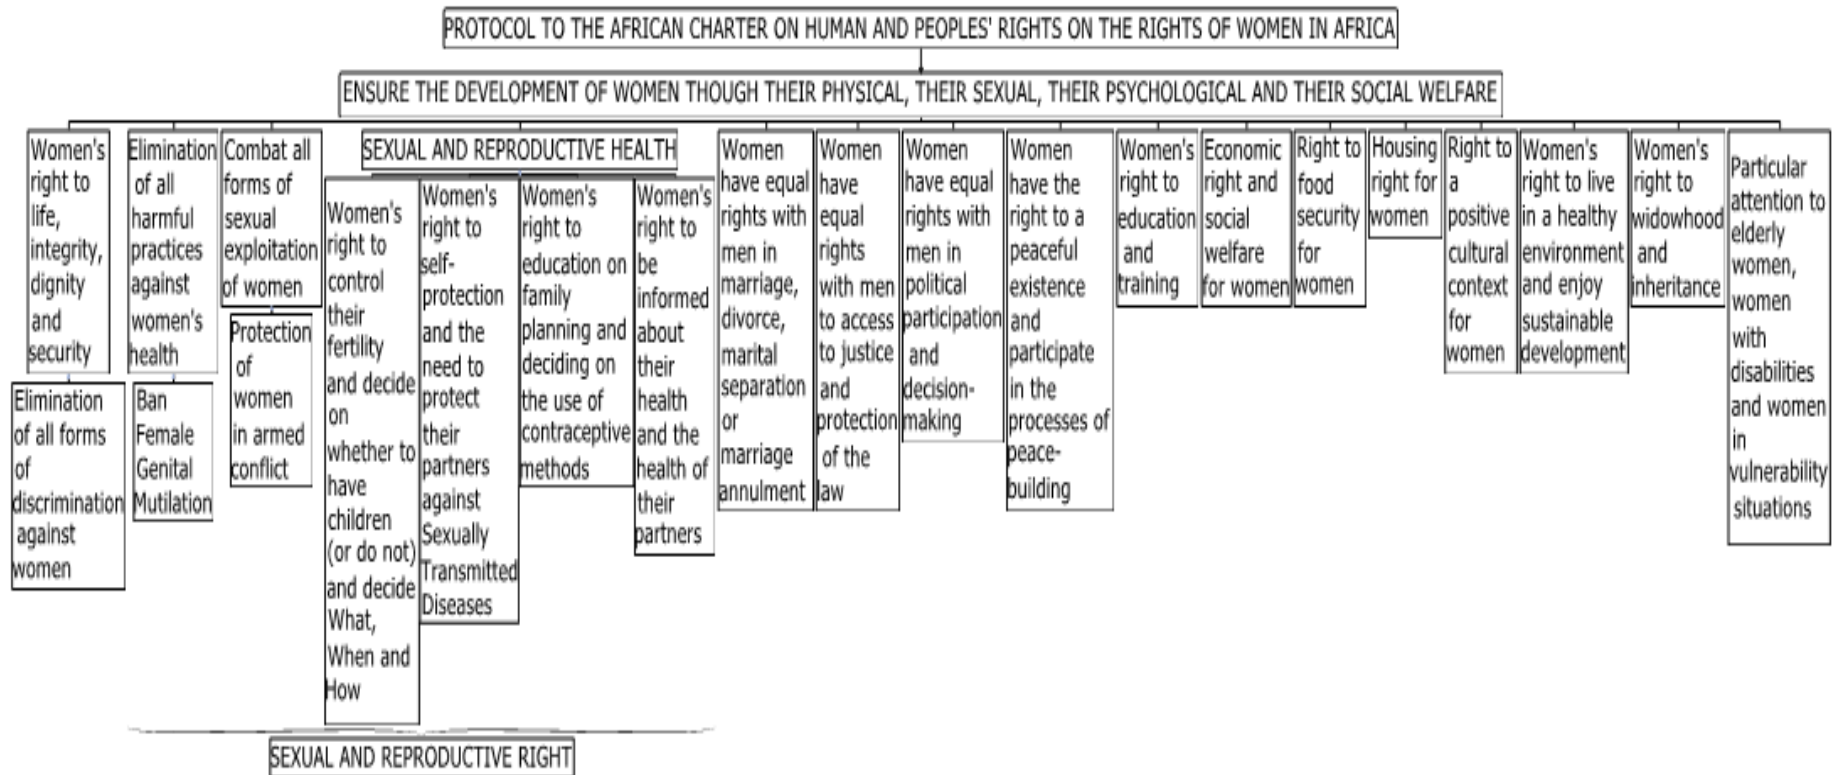 PROTOCOL TO THE AFRICAN CHARTER ON HUMAN AND PEOPLES' RIGHTS ON THE RIGHTS OF WOMEN IN AFRICA
ENSURE THE DEVELOPMENT OF WOMEN THOUGH THEIR PHYSICAL, THEIR SEXUAL, THEIR PSYCHOLOGICAL AND THEIR SOCIAL WELFARE
Women's
right to
life,
integrity,
dignity
and
security
Elimination
of all forms
of
discrimination
against
women
Elimination
of all
harmful
practices
against
women's
health
Ban
Female
Genital
Mutilation
Combat all
forms of
sexual
exploitation
of women
Protection
of
women
in armed
conflict
SEXUAL AND REPRODUCTIVE HEALTH
Women's
right to
control
their
fertility
and decide
on
whether to
have
children
(or do not)
and decide
What,
When and
How
Women's
right to
self-
protection
and the
need to
protect
their
partners
against
Sexually
Transmitted
Diseases
Women's
right to
education on
family
planning and
deciding on
the use of
contraceptive
methods
Women's
right to
be
informed
about
their
health
and the
health of
their
partners
Women
have equal
rights with
men in
marriage,
divorce,
marital
separation
or
marriage
annulment
Women
have
equal
rights
with men
to access
to justice
and
protection
of the
law
Women
have equal
rights with
men in
political
participation
and
decision-
making
Women
have the
right to a
peaceful
existence
and
participate
in the
processes of
peace-
building
Women's
right to
education
and
training
Economic
right and
social
welfare
for women
Right to
food
security
for
women
Housing
right for
women
Right to
a
positive
cultural
context
for
women
Women's
right to live
in a healthy
environment
and enjoy
sustainable
development
Women's
right to
widowhood
and
inheritance
Particular
attention to
elderly
women,
women
with
disabilities
and women
in
vulnerability
situations
SEXUAL AND REPRODUCTIVE RIGHT